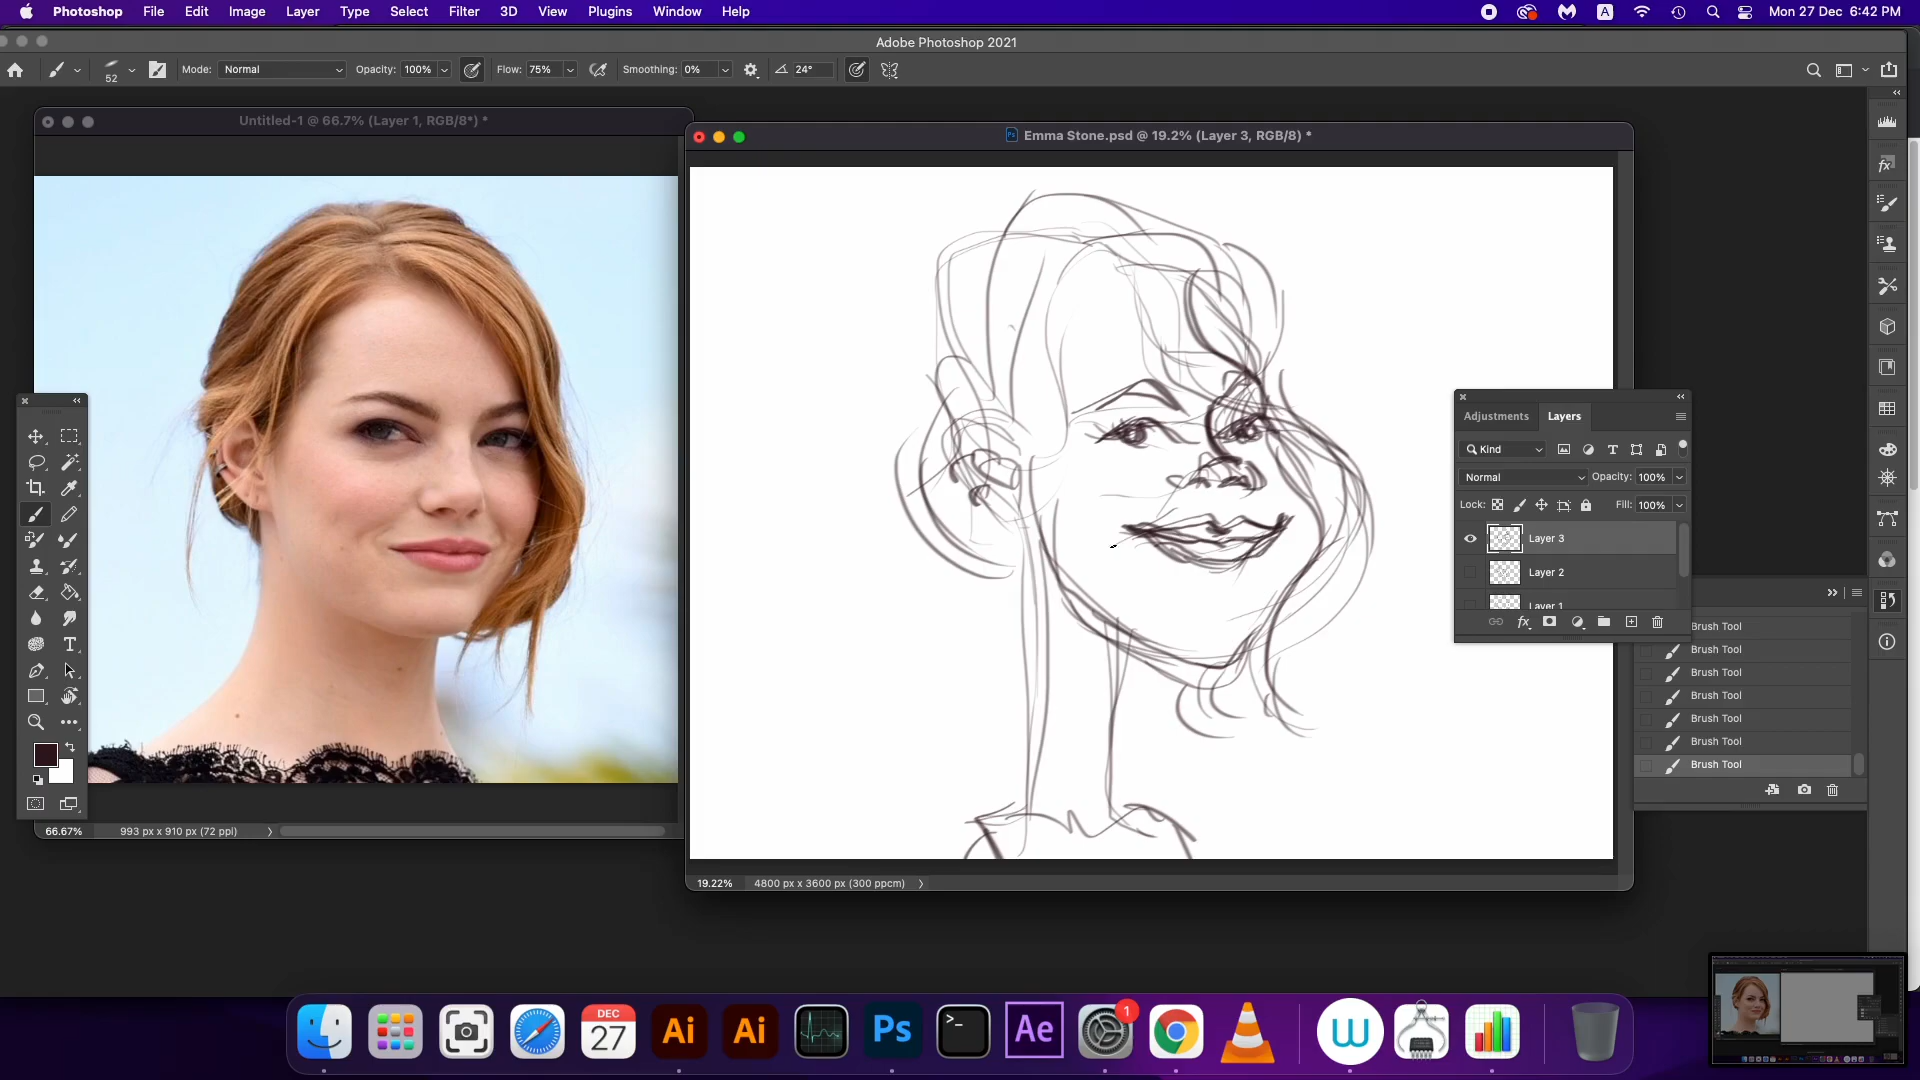 Photoshop File Edit Image Layer Type Select Filter 3D View Plugins Window Help A Mon 27 Dec 6:42 PM
Adobe Photoshop 2021
52 Mode: Normal Opacity: 100% Flow: 75% Smoothing: 0% 24°
Untitled-1 @ 66.7% (Layer 1, RGB/8*) *
Ps Emma Stone.psd @ 19.2% (Layer 3, RGB/8) *
Adjustments Layers
Kind
Normal Opacity: 100%
Lock: Fill: 100%
Layer 3
Layer 2
Layer 1
fx
Brush Tool
Brush Tool
Brush Tool
Brush Tool
Brush Tool
Brush Tool
Brush Tool
66.67% 993 px x 910 px (72 ppi)
19.22% 4800 px x 3600 px (300 ppcm)
DEC
27
Ai
Ai
Ps
>_
Ae
1
W